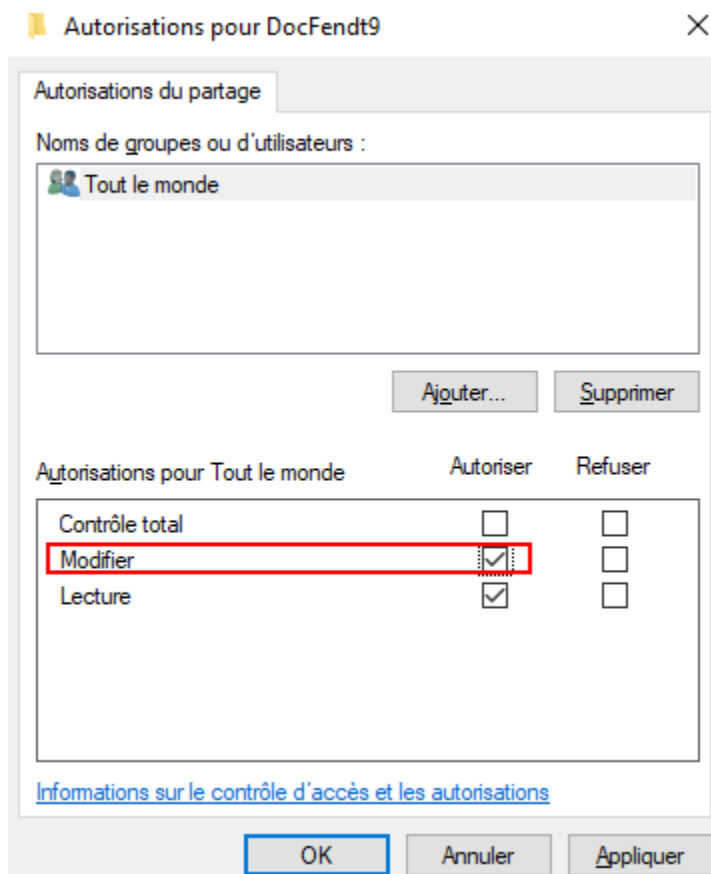 Autorisations pour DocFendt9
Autorisations du partage
Noms de groupes ou d'utilisateurs :
Tout le monde
Ajouter...
Supprimer
Autorisations pour Tout le monde Autoriser Refuser
Contrôle total
Modifier
Lecture
Informations sur le contrôle d'accès et les autorisations
OK Annuler Appliquer